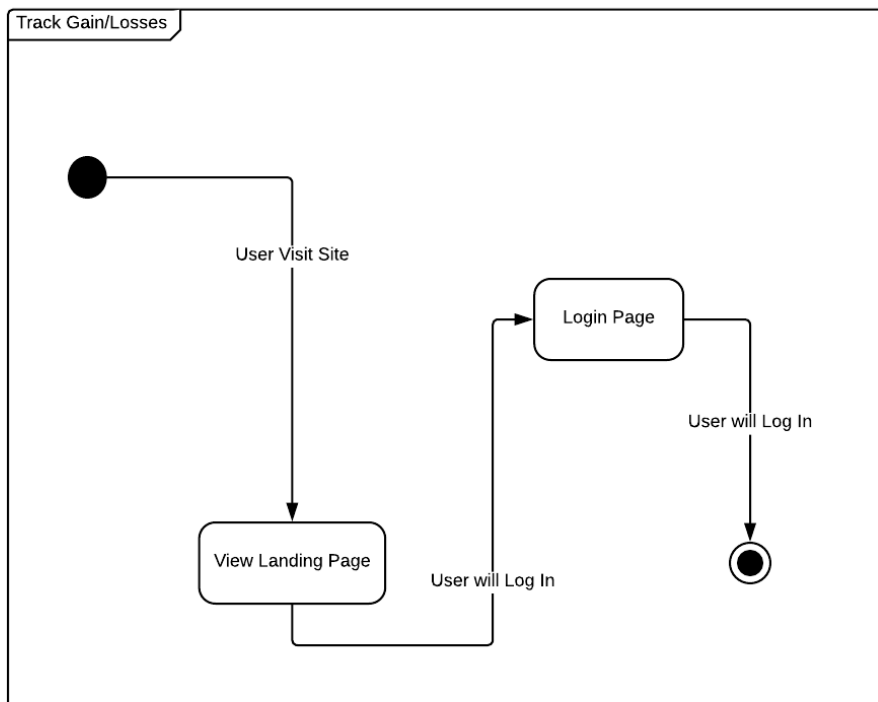 Track Gain/Losses
User Visit Site
Login Page
User will Log In
View Landing Page
User will Log In